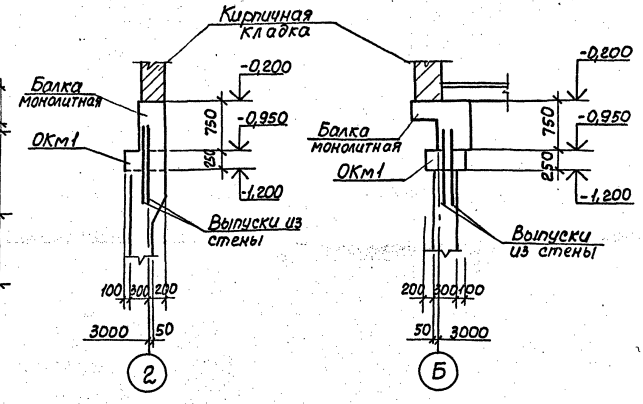 Кирпичная
кладка
-0,200
-0,200
Балка
монолитная
750
750
-0,950
-0,950
Балка
монолитная
ОКм1
250
ОКм1
250
-1,200
-1,200
Выпуски из
стены
Выпуски
из стены
100 300 200
200 300 100
3000 50
50 3000
2
Б